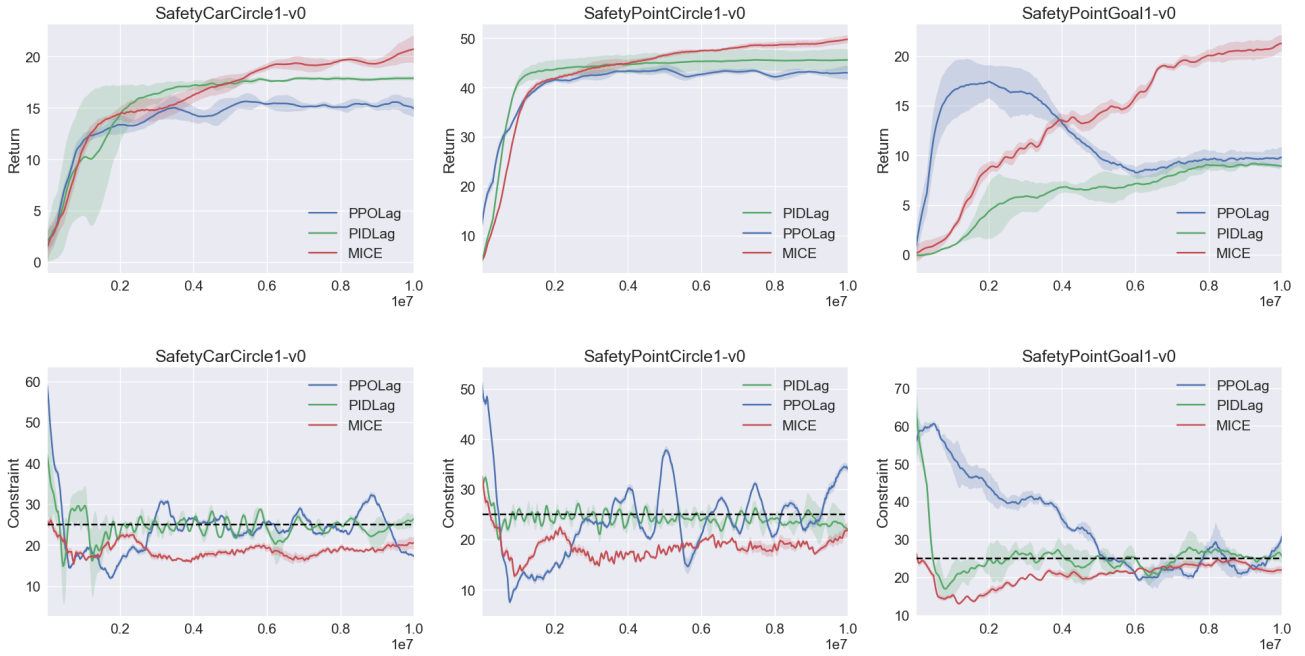 SafetyCarCircle1-v0
Return
20
15
10
5
0
PPOLag
PIDLag
MICE
0.2 0.4 0.6 0.8 1.0
1e7
SafetyPointCircle1-v0
Return
50
40
30
20
10
PIDLag
PPOLag
MICE
0.2 0.4 0.6 0.8 1.0
1e7
SafetyPointGoal1-v0
Return
20
15
10
5
0
PPOLag
PIDLag
MICE
0.2 0.4 0.6 0.8 1.0
1e7
SafetyCarCircle1-v0
Constraint
60
50
40
30
20
10
PPOLag
PIDLag
MICE
0.2 0.4 0.6 0.8 1.0
1e7
SafetyPointCircle1-v0
Constraint
50
40
30
20
10
PIDLag
PPOLag
MICE
0.2 0.4 0.6 0.8 1.0
1e7
SafetyPointGoal1-v0
Constraint
70
60
50
40
30
20
10
PPOLag
PIDLag
MICE
0.2 0.4 0.6 0.8 1.0
1e7